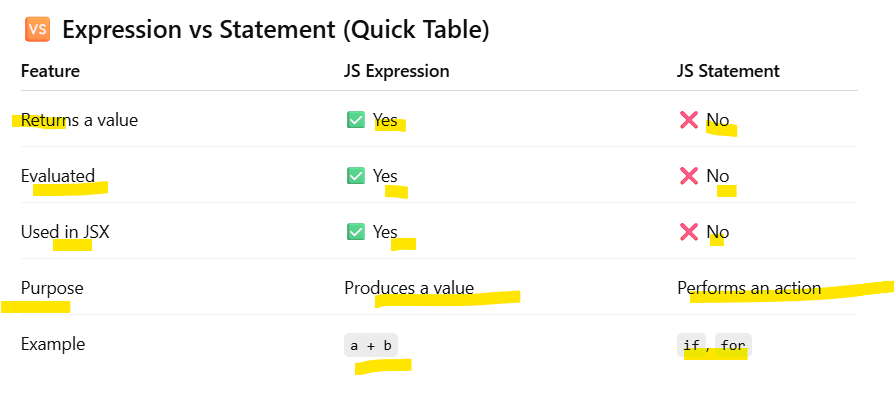 🆚 Expression vs Statement (Quick Table)
Feature JS Expression JS Statement
Returns a value ✅ Yes ❌ No
Evaluated ✅ Yes ❌ No
Used in JSX ✅ Yes ❌ No
Purpose Produces a value Performs an action
Example a + b if, for